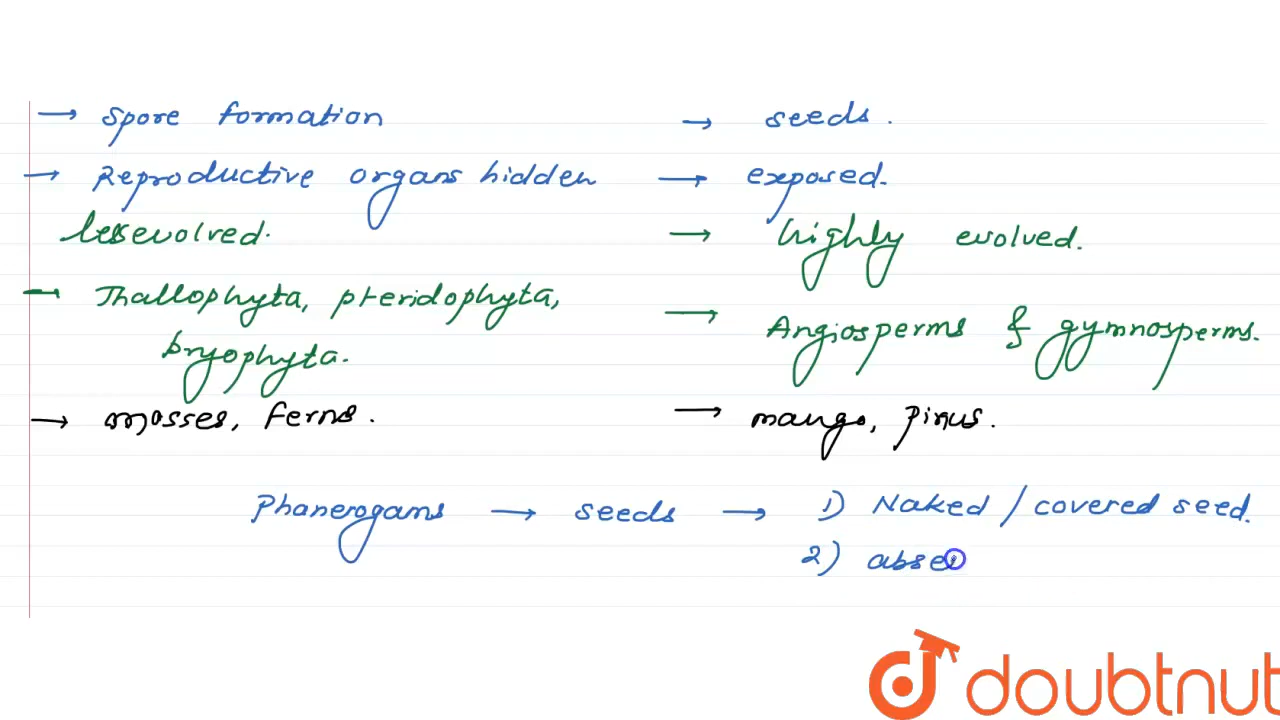 → Spore formation → seeds.
→ Reproductive organs hidden → exposed.
less evolved. → highly evolved.
→ Thallophyta, pteridophyta, → Angiosperms & gymnosperms.
bryophyta.
→ mosses, Ferns. → mango, Pinus.
Phanerogams → seeds → 1) Naked / covered seed.
2) abse
doubtnut